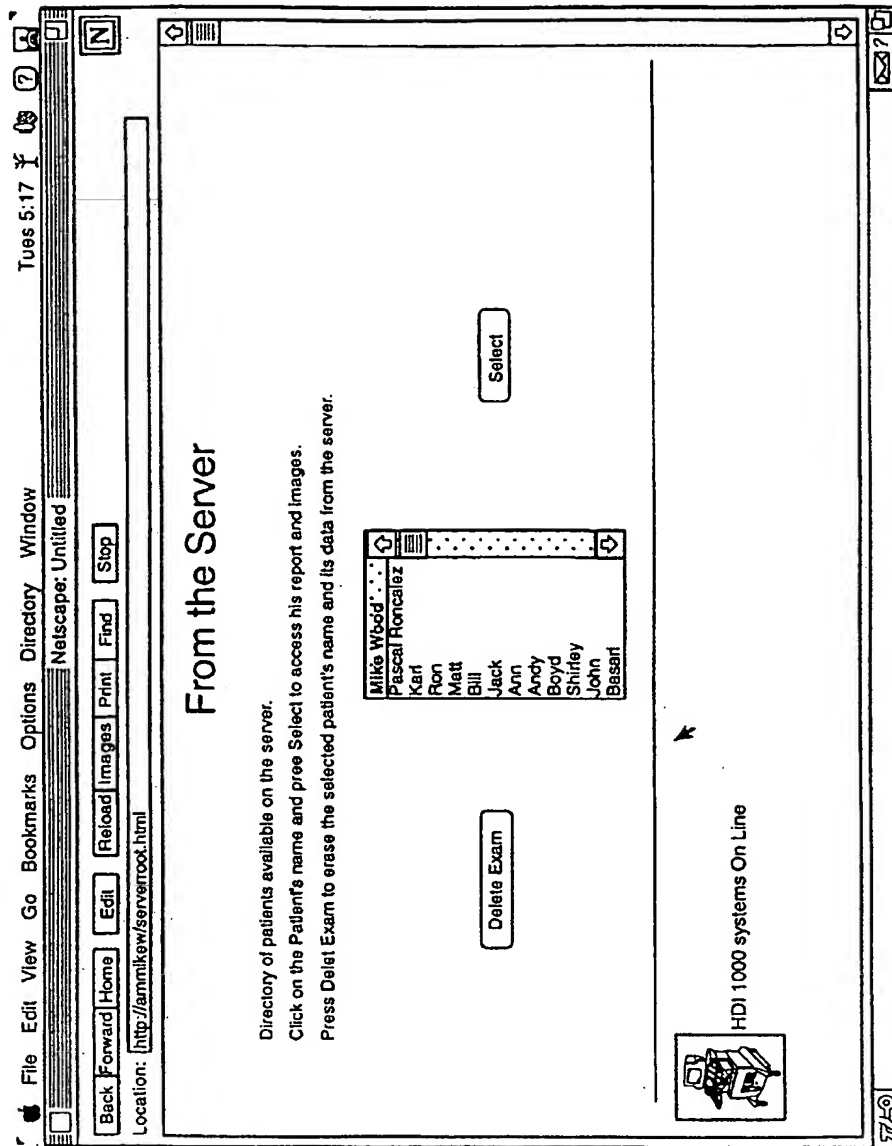 File Edit View Go Bookmarks Options Directory Window Tues 5:17 ?
Netscape: Untitled
Back Forward Home Edit Reload Images Print Find Stop N
Location: http://ammikew/serverroot.html
From the Server
Directory of patients available on the server.
Click on the Patient's name and pree Select to access his report and images.
Press Delet Exam to erase the selected patient's name and its data from the server.
Mike Wood
Pascal Roncalez
Karl
Ron
Matt
Bill
Jack
Ann
Andy
Boyd
Shirley
John
Basari
Delete Exam
Select
HDI 1000 systems On Line
?